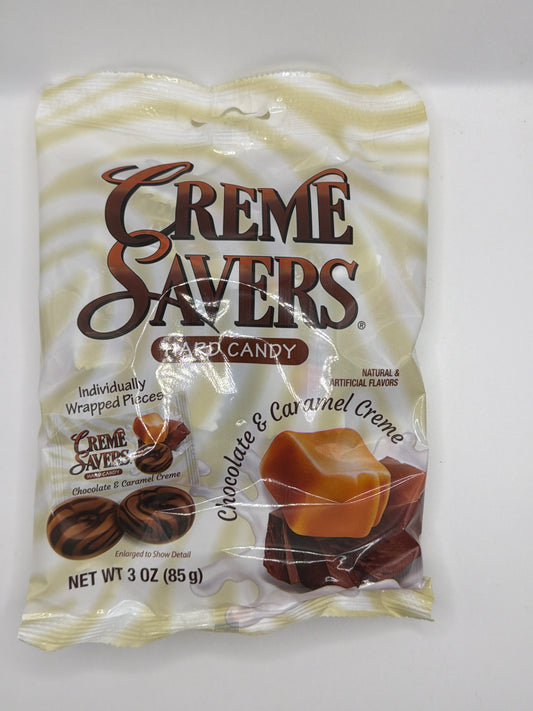 CREME
SAVERS®
HARD CANDY
NATURAL &
ARTIFICIAL FLAVORS
Individually
Wrapped Pieces
Chocolate & Caramel Creme
CREME
SAVERS
HARD CANDY
Chocolate & Caramel Creme
Enlarged to Show Detail
NET WT 3 OZ (85g)